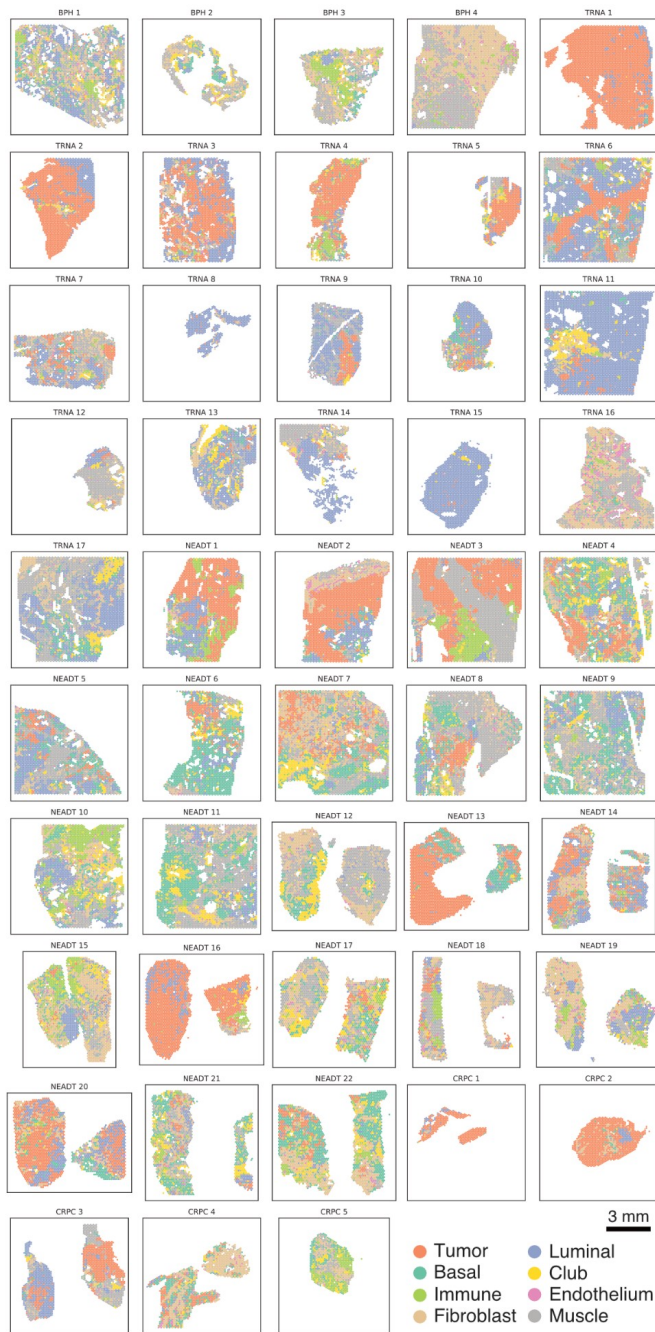 BPH 1 BPH 2 BPH 3 BPH 4 TRNA 1
TRNA 2 TRNA 3 TRNA 4 TRNA 5 TRNA 6
TRNA 7 TRNA 8 TRNA 9 TRNA 10 TRNA 11
TRNA 12 TRNA 13 TRNA 14 TRNA 15 TRNA 16
TRNA 17 NEADT 1 NEADT 2 NEADT 3 NEADT 4
NEADT 5 NEADT 6 NEADT 7 NEADT 8 NEADT 9
NEADT 10 NEADT 11 NEADT 12 NEADT 13 NEADT 14
NEADT 15 NEADT 16 NEADT 17 NEADT 18 NEADT 19
NEADT 20 NEADT 21 NEADT 22 CRPC 1 CRPC 2
CRPC 3 CRPC 4 CRPC 5
3 mm
Tumor Luminal
Basal Club
Immune Endothelium
Fibroblast Muscle